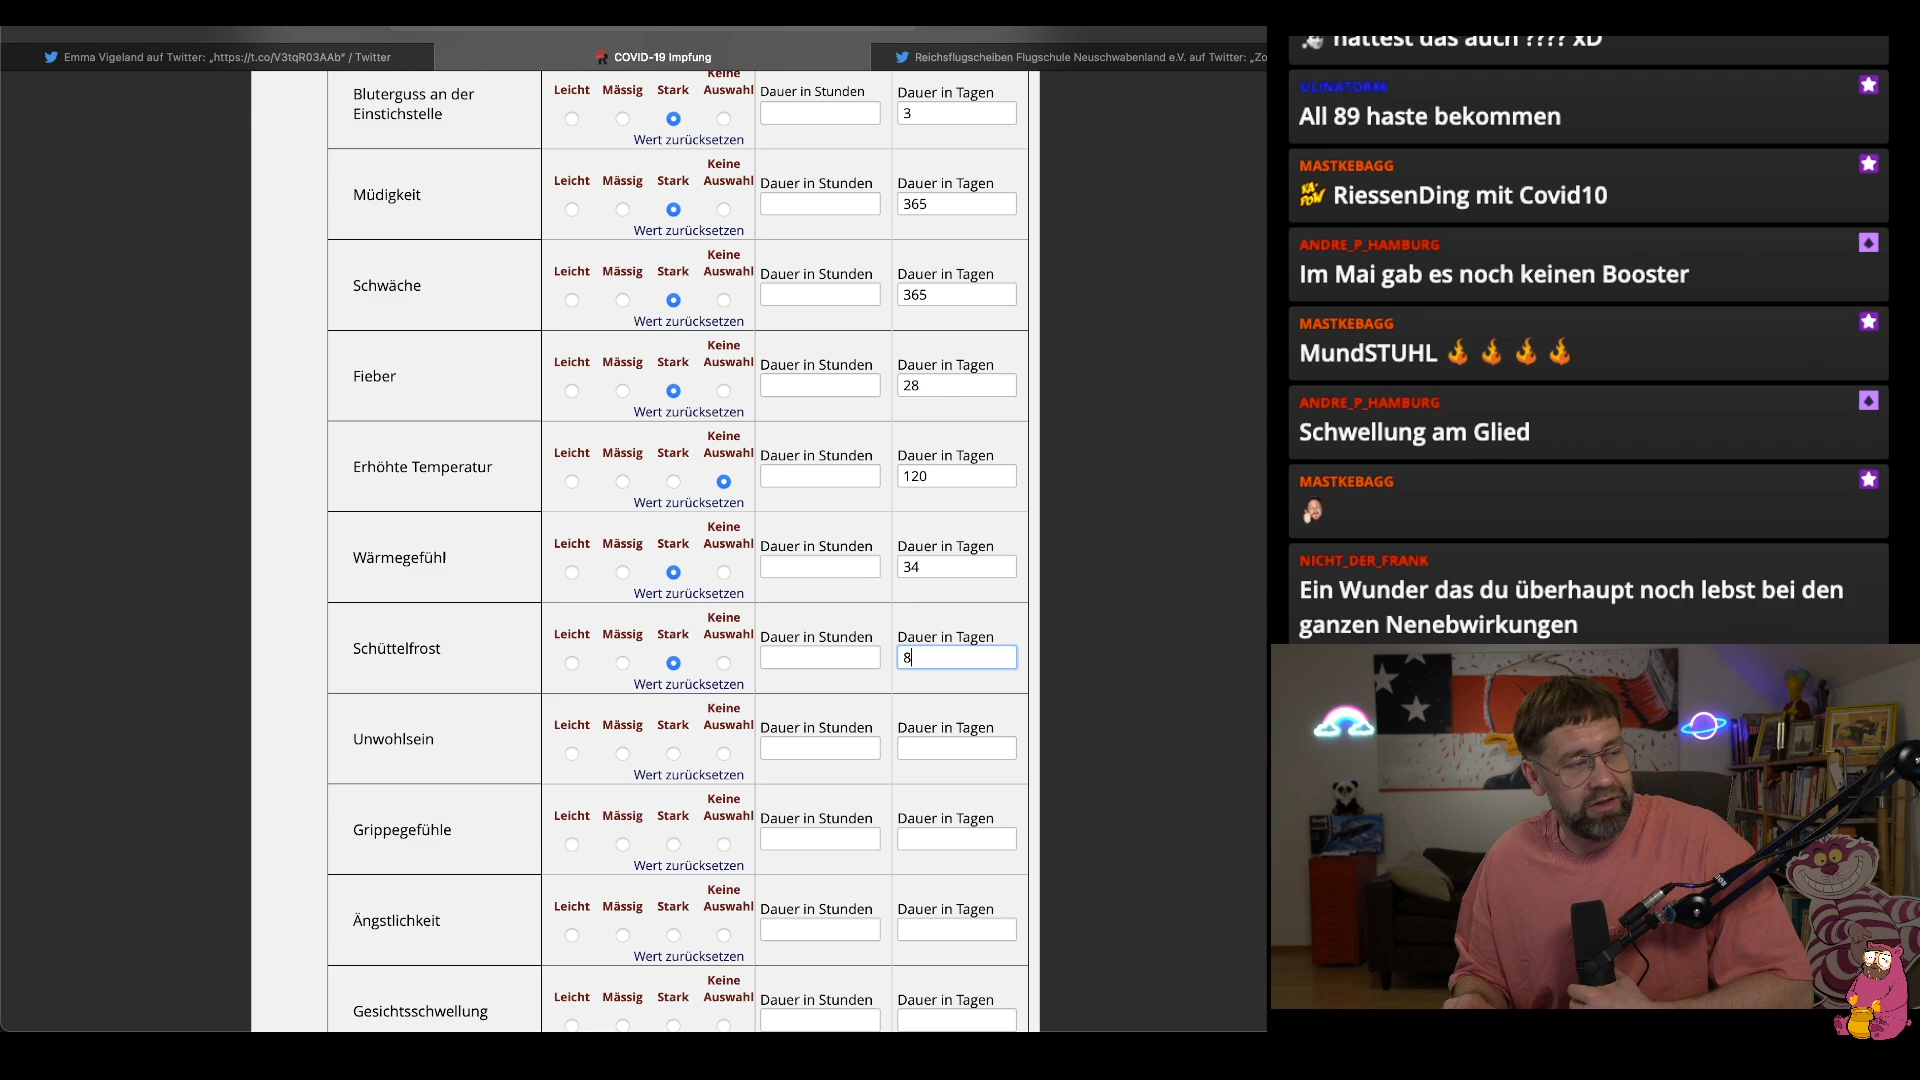 Emma Vigeland auf Twitter: „https://t.co/V3tqR03AAb“ / Twitter
COVID-19 Impfung
Reichsflugscheiben Flugschule Neuschwabenland e.V. auf Twitter: „Zo
Bluterguss an der
Einstichstelle
Keine
Leicht Mässig Stark Auswahl
Wert zurücksetzen
Dauer in Stunden
Dauer in Tagen
3
Müdigkeit
Keine
Leicht Mässig Stark Auswahl
Wert zurücksetzen
Dauer in Stunden
Dauer in Tagen
365
Schwäche
Keine
Leicht Mässig Stark Auswahl
Wert zurücksetzen
Dauer in Stunden
Dauer in Tagen
365
Fieber
Keine
Leicht Mässig Stark Auswahl
Wert zurücksetzen
Dauer in Stunden
Dauer in Tagen
28
Erhöhte Temperatur
Keine
Leicht Mässig Stark Auswahl
Wert zurücksetzen
Dauer in Stunden
Dauer in Tagen
120
Wärmegefühl
Keine
Leicht Mässig Stark Auswahl
Wert zurücksetzen
Dauer in Stunden
Dauer in Tagen
34
Schüttelfrost
Keine
Leicht Mässig Stark Auswahl
Wert zurücksetzen
Dauer in Stunden
Dauer in Tagen
8
Unwohlsein
Keine
Leicht Mässig Stark Auswahl
Wert zurücksetzen
Dauer in Stunden
Dauer in Tagen
Grippegefühle
Keine
Leicht Mässig Stark Auswahl
Wert zurücksetzen
Dauer in Stunden
Dauer in Tagen
Ängstlichkeit
Keine
Leicht Mässig Stark Auswahl
Wert zurücksetzen
Dauer in Stunden
Dauer in Tagen
Gesichtsschwellung
Keine
Leicht Mässig Stark Auswahl
Dauer in Stunden
Dauer in Tagen
hattest das auch ???? xD
ULINATOR86
All 89 haste bekommen
MASTKEBAGG
KA-POW RiessenDing mit Covid10
ANDRE_P_HAMBURG
Im Mai gab es noch keinen Booster
MASTKEBAGG
MundSTUHL 🔥 🔥 🔥 🔥
ANDRE_P_HAMBURG
Schwellung am Glied
MASTKEBAGG
NICHT_DER_FRANK
Ein Wunder das du überhaupt noch lebst bei den
ganzen Nenebwirkungen